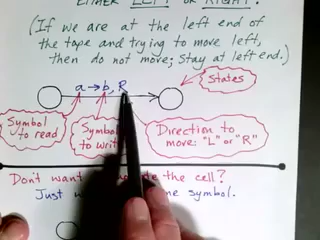 EITHER LEFT or RIGHT.
(If we are at the left end of
the tape and trying to move left,
then do not move; stay at left end.)
States
a → b, R
Symbol
to read
Symbol
to write
Direction to
move: "L" or "R"
Don't want the cell?
Just symbol.